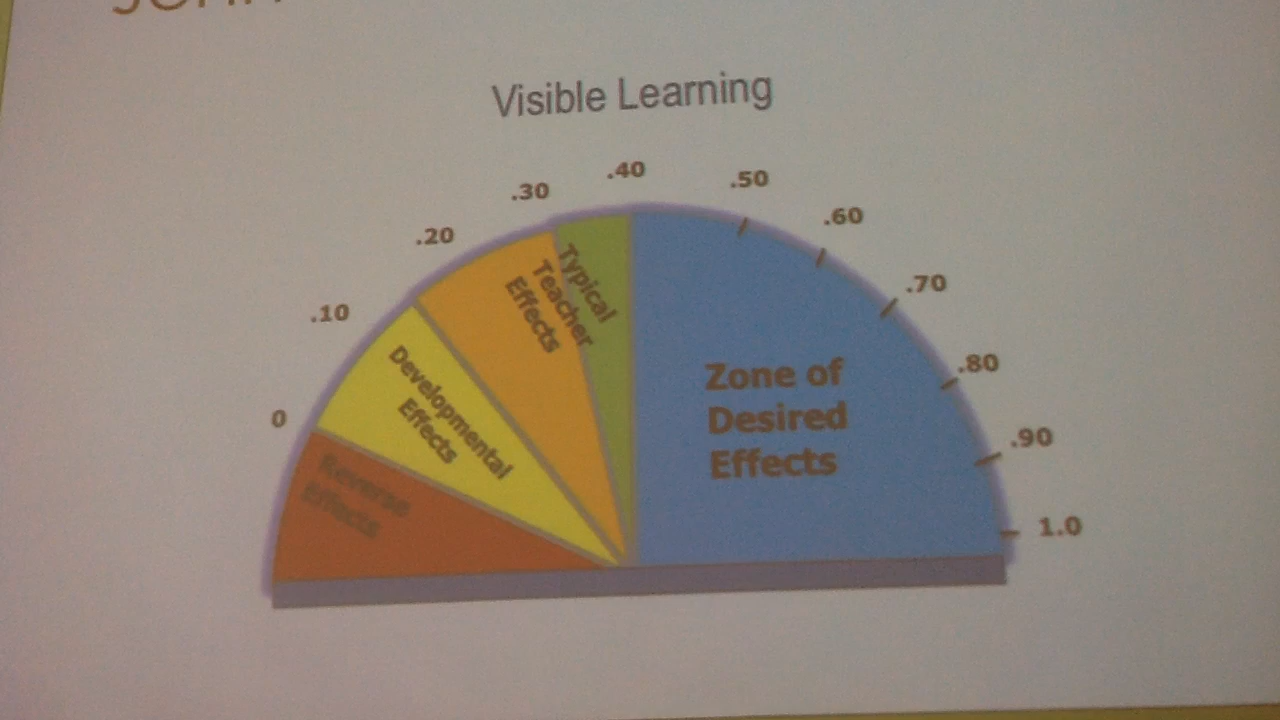 Visible Learning
.40
.30
.50
.20
.60
.10
.70
0
.80
.90
1.0
Typical
Teacher
Effects
Developmental
Effects
Reverse
Effects
Zone of
Desired
Effects